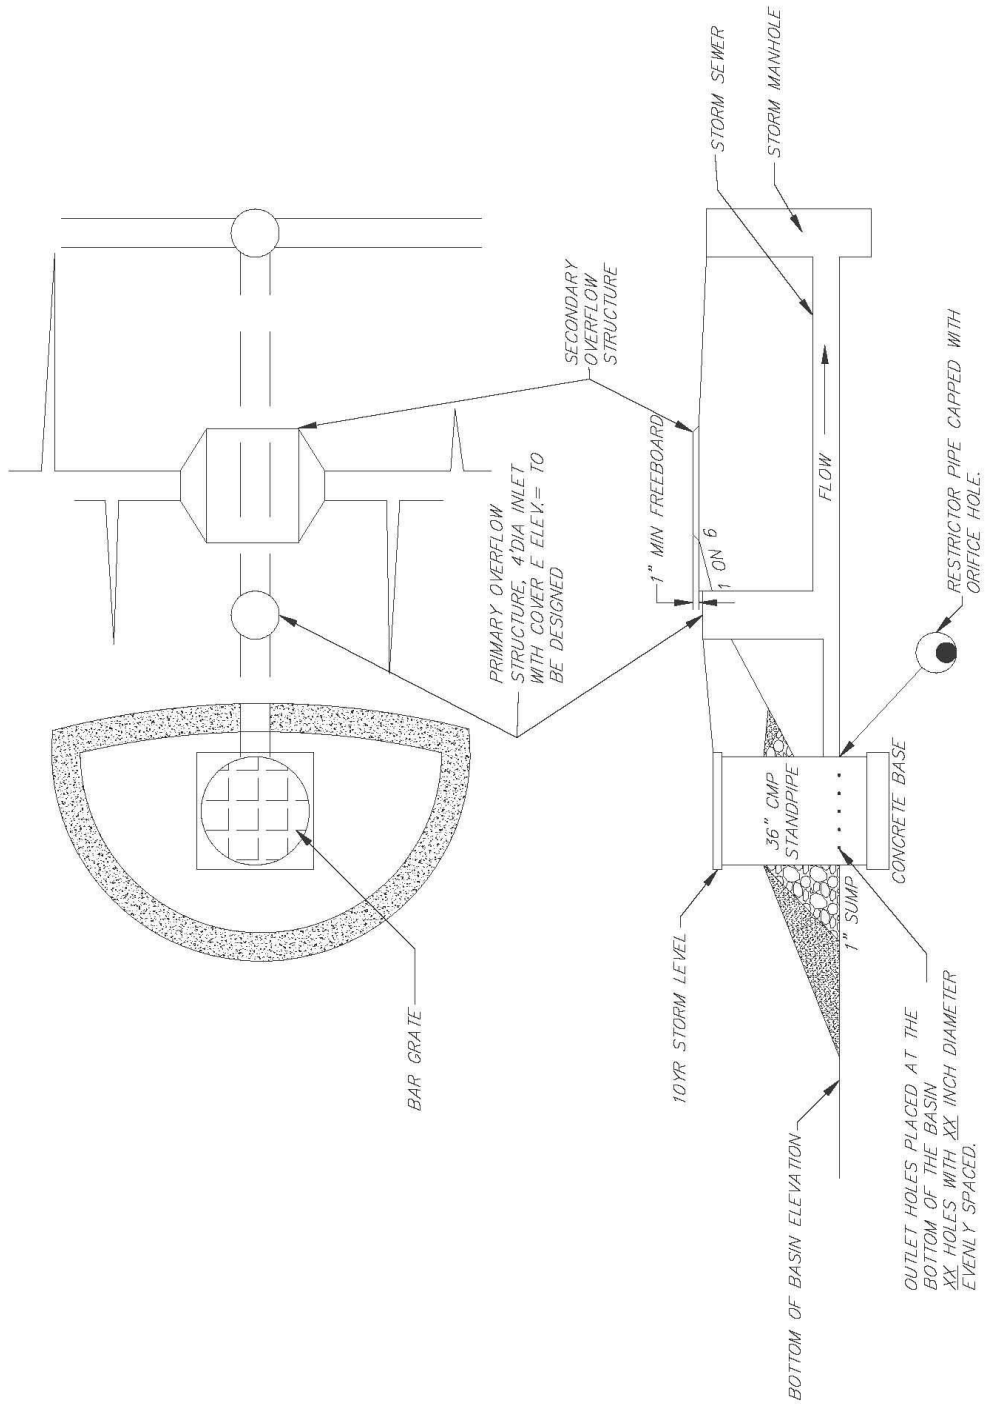 BAR GRATE
PRIMARY OVERFLOW
STRUCTURE, 4'DIA INLET
WITH COVER E ELEV.= TO
BE DESIGNED
SECONDARY
OVERFLOW
STRUCTURE
10YR STORM LEVEL
1" MIN FREEBOARD
1 ON 6
STORM SEWER
STORM MANHOLE
FLOW
36" CMP
STANDPIPE
1" SUMP
CONCRETE BASE
BOTTOM OF BASIN ELEVATION
OUTLET HOLES PLACED AT THE
BOTTOM OF THE BASIN
XX HOLES WITH XX INCH DIAMETER
EVENLY SPACED.
RESTRICTOR PIPE CAPPED WITH
ORIFICE HOLE.